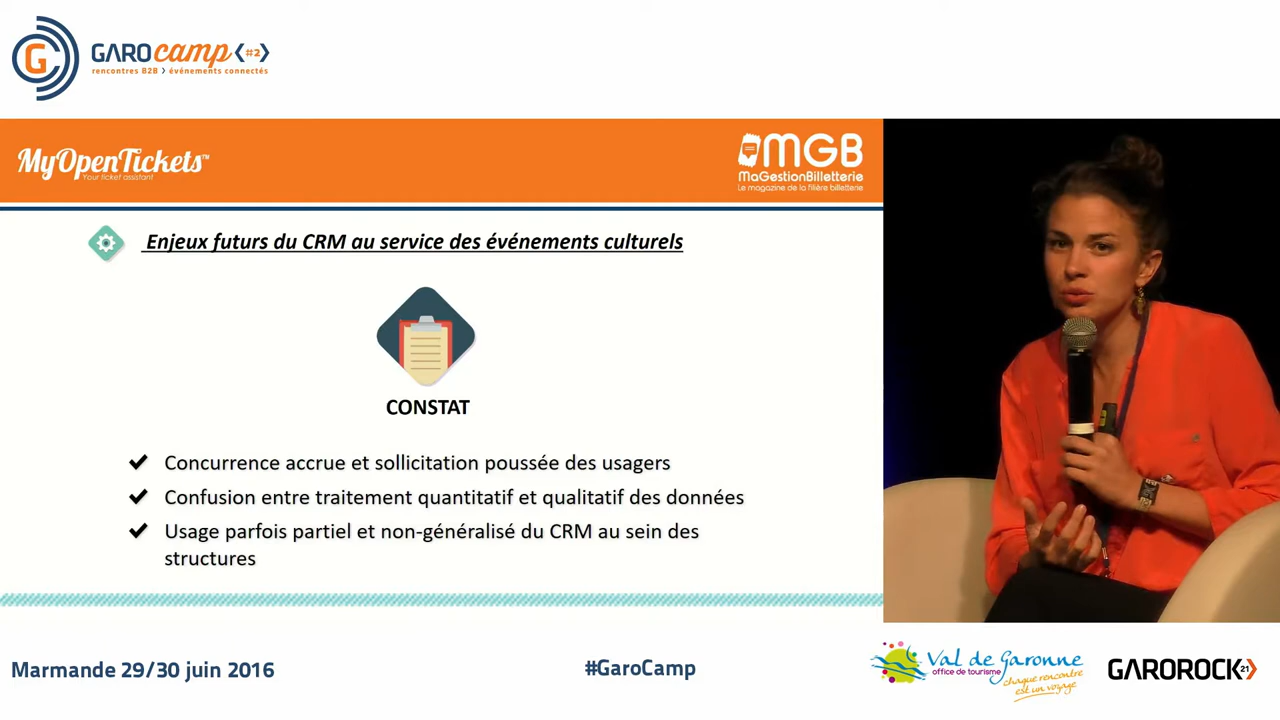 GC
GAROcamp <#2>
rencontres B2B > événements connectés
MyOpenTickets™
Your ticket assistant
MGB
MaGestionBilletterie
Le magazine de la filière billetterie
Enjeux futurs du CRM au service des événements culturels
CONSTAT
✔ Concurrence accrue et sollicitation poussée des usagers
✔ Confusion entre traitement quantitatif et qualitatif des données
✔ Usage parfois partiel et non-généralisé du CRM au sein des
structures
Marmande 29/30 juin 2016
#GaroCamp
Val de Garonne
office de tourisme
chaque rencontre
est un voyage
GAROROCK 21